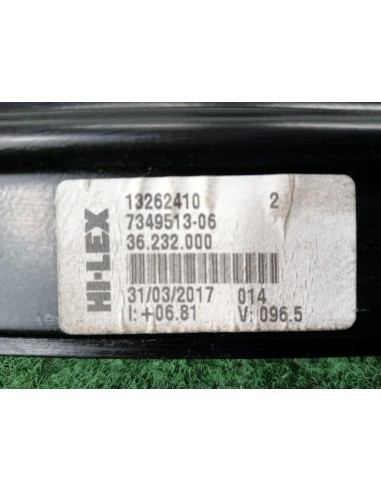 HI-LEX
13262410 2
7349513-06
36.232.000
31/03/2017 014
I: +06.81 V: 096.5